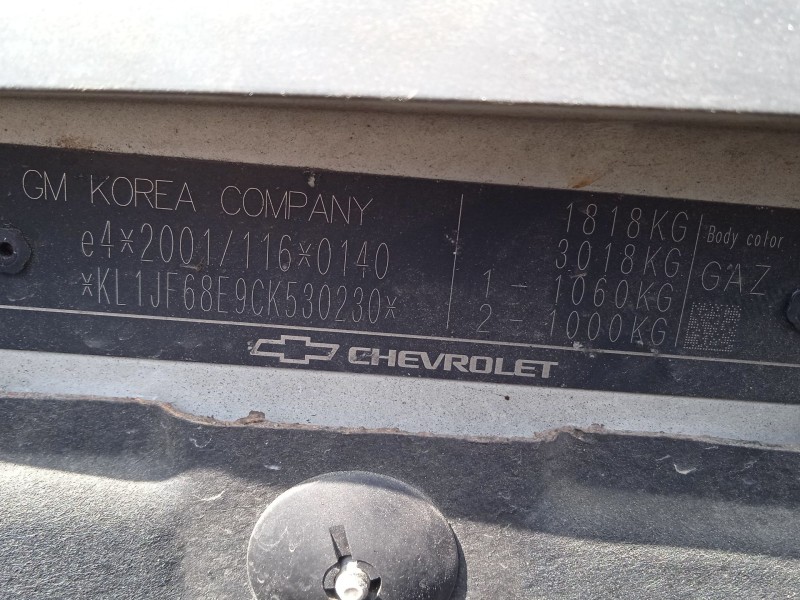 GM KOREA COMPANY
e4*2001/116*0140
*KL1JF68E9CK530230*
1818KG
3018KG
1 - 1060KG
2 - 1000KG
Body color
GAZ
CHEVROLET